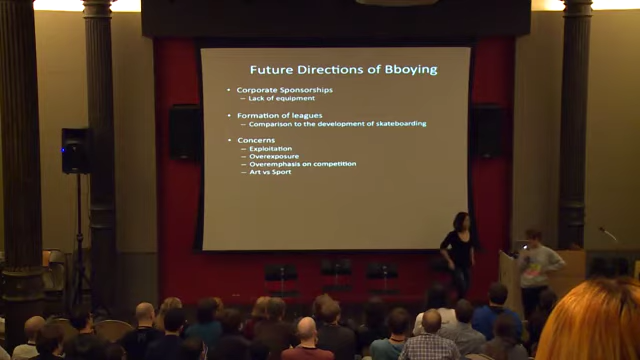 Future Directions of Bboying
• Corporate Sponsorships
– Lack of equipment
• Formation of leagues
– Comparison to the development of skateboarding
• Concerns
– Exploitation
– Overexposure
– Overemphasis on competition
– Art vs Sport